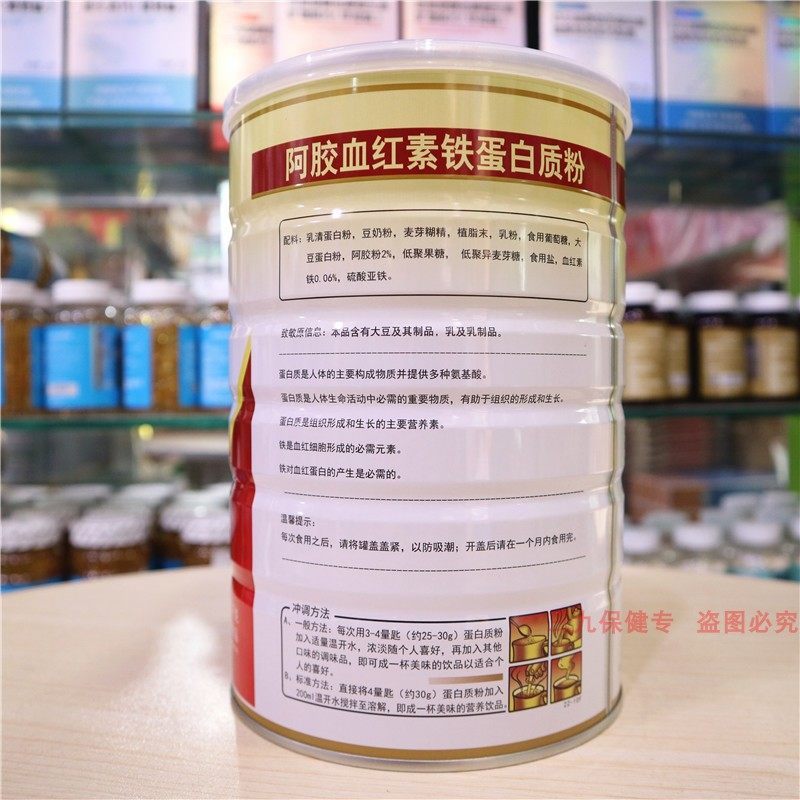 阿胶血红素铁蛋白质粉
配料：乳清蛋白粉，豆奶粉，麦芽糊精，植脂末，乳粉，食用葡萄糖，大
豆蛋白粉，阿胶粉2%，低聚果糖， 低聚异麦芽糖，食用盐，血红素
铁0.06%，硫酸亚铁。
致敏原信息：本品含有大豆及其制品，乳及乳制品。
蛋白质是人体的主要构成物质并提供多种氨基酸。
蛋白质是人体生命活动中必需的重要物质，有助于组织的形成和生长。
蛋白质是组织形成和生长的主要营养素。
铁是血红细胞形成的必需元素。
铁对血红蛋白的产生是必需的。
温馨提示：
每次食用之后，请将罐盖盖紧，以防吸潮；开盖后请在一个月内食用完。
冲调方法
A、一般方法：每次用3-4量匙（约25-30g）蛋白质粉
加入适量温开水，浓淡随个人喜好，再加入其他
口味的调味品，即可成一杯美味的饮品以适合个
人的喜好。
B、标准方法：直接将4量匙（约30g）蛋白质粉加入
200ml温开水搅拌至溶解，即成一杯美味的营养饮品。
九保健专 盗图必究